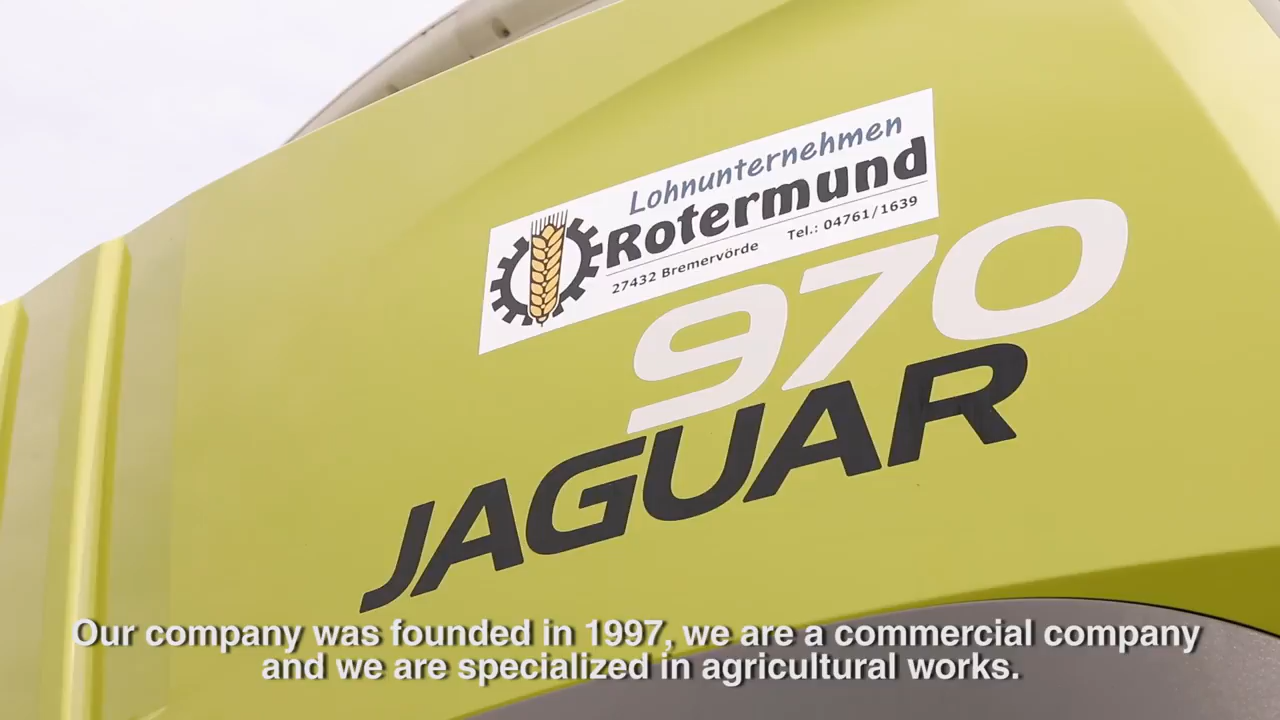 Lohnunternehmen
Rotermund
27432 Bremervörde Tel.: 04761/1639
970
JAGUAR
Our company was founded in 1997, we are a commercial company
and we are specialized in agricultural works.